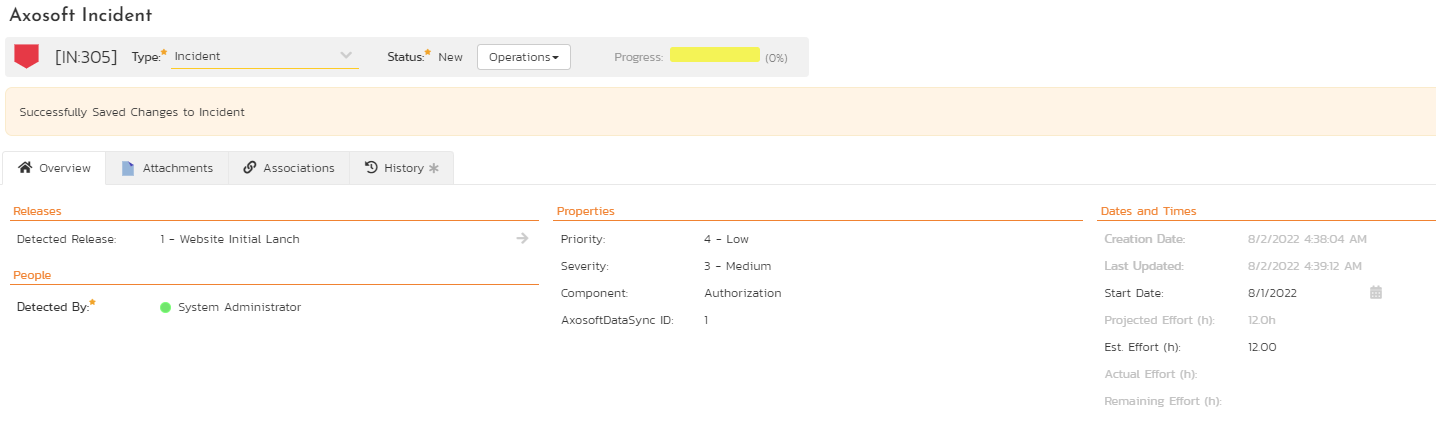 Axosoft Incident
[IN:305] Type:* Incident Status:* New Operations Progress: (0%)
Successfully Saved Changes to Incident
Overview Attachments Associations History *
Releases
Detected Release: 1 - Website Initial Lanch
People
Detected By:* System Administrator
Properties
Priority: 4 - Low
Severity: 3 - Medium
Component: Authorization
AxosoftDataSync ID: 1
Dates and Times
Creation Date: 8/2/2022 4:38:04 AM
Last Updated: 8/2/2022 4:39:12 AM
Start Date: 8/1/2022
Projected Effort (h): 12.0h
Est. Effort (h): 12.00
Actual Effort (h):
Remaining Effort (h):